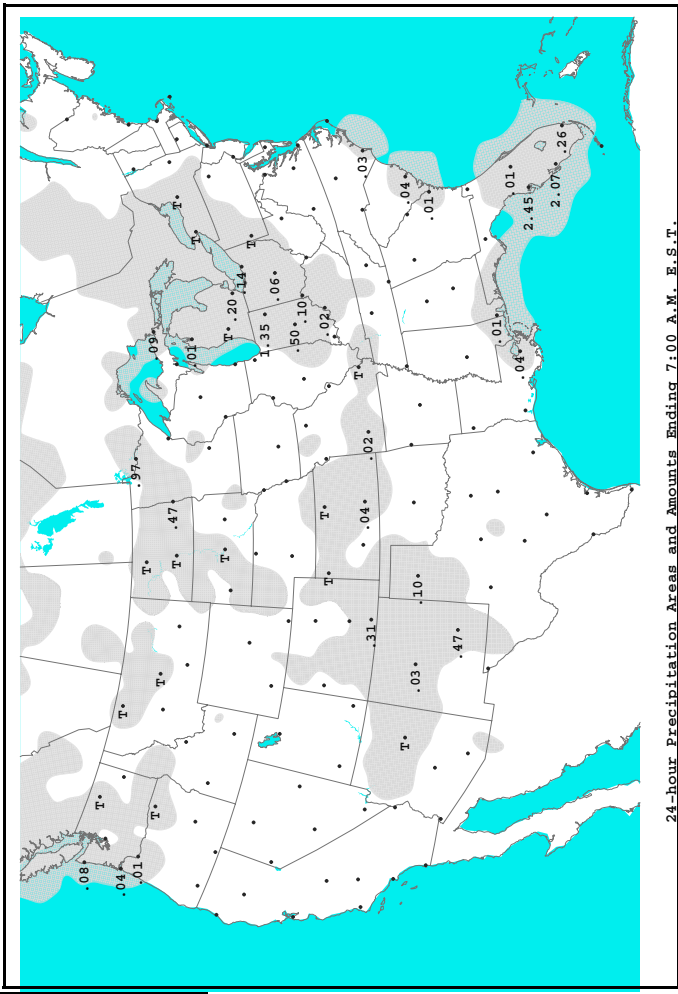 .08
T
.04
T
.01
.97
T
.09
T
T
.47
T
T
.01
T
T
T
.20
.14
T
1.35
.06
.50
.10
.02
T
T
T
.03
.04
.02
.31
T
.04
.03
.10
.01
.47
.01
.01
.04
2.45
2.07
.26
24-hour Precipitation Areas and Amounts Ending 7:00 A.M. E.S.T.